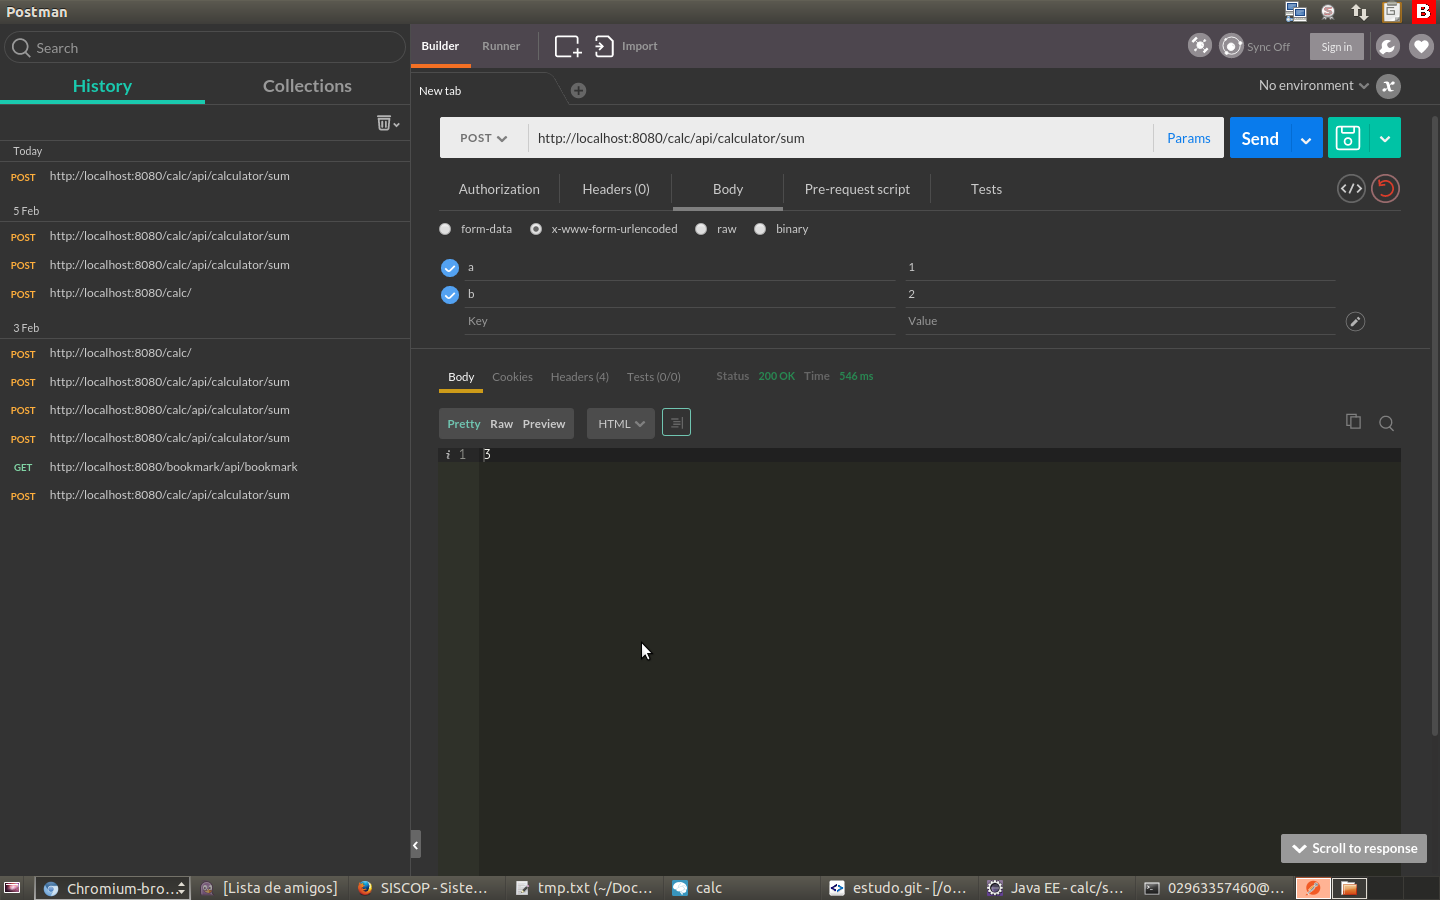 Postman
Search
History Collections
Today
POST http://localhost:8080/calc/api/calculator/sum
5 Feb
POST http://localhost:8080/calc/api/calculator/sum
POST http://localhost:8080/calc/api/calculator/sum
POST http://localhost:8080/calc/
3 Feb
POST http://localhost:8080/calc/
POST http://localhost:8080/calc/api/calculator/sum
POST http://localhost:8080/calc/api/calculator/sum
POST http://localhost:8080/calc/api/calculator/sum
GET http://localhost:8080/bookmark/api/bookmark
POST http://localhost:8080/calc/api/calculator/sum
Builder Runner Import Sync Off Sign in
New tab No environment
POST http://localhost:8080/calc/api/calculator/sum Params Send
Authorization Headers (0) Body Pre-request script Tests
form-data x-www-form-urlencoded raw binary
a 1
b 2
Key Value
Body Cookies Headers (4) Tests (0/0) Status 200 OK Time 546 ms
Pretty Raw Preview HTML
i 1 3
Scroll to response
Chromium-bro... [Lista de amigos] SISCOP - Siste... tmp.txt (~/Doc... calc estudo.git - [/o... Java EE - calc/s... 02963357460@...